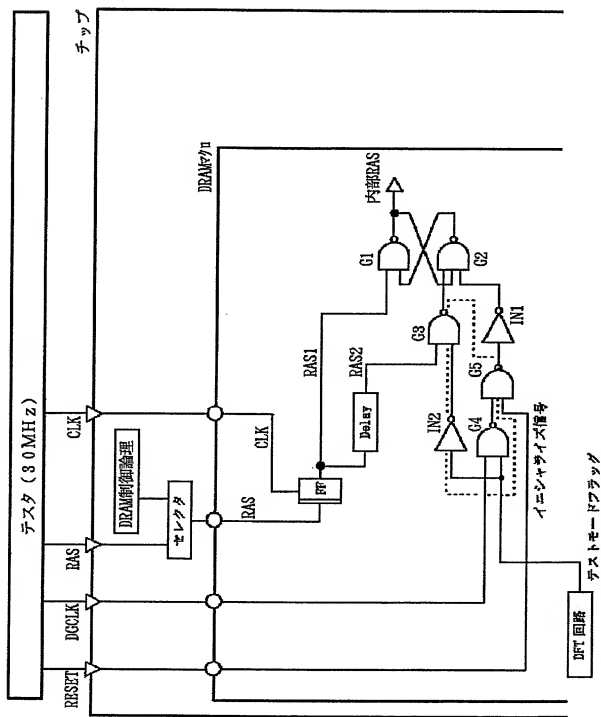 テスタ (30MHz)
チップ
RESET
DGCLK
RAS
CLK
DRAM制御論理
セレクタ
DRAMマクロ
RAS
CLK
FF
RAS1
RAS2
Delay
G1
内部RAS
G2
G3
IN1
IN2
G4
G5
イニシャライズ信号
DFT 回路
テストモードフラッグ